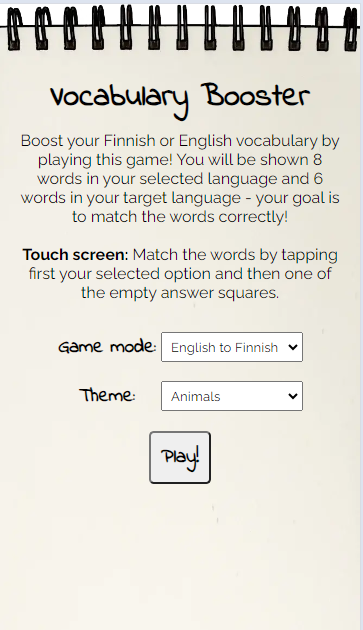 Vocabulary Booster
Boost your Finnish or English vocabulary by
playing this game! You will be shown 8
words in your selected language and 6
words in your target language - your goal is
to match the words correctly!
Touch screen: Match the words by tapping
first your selected option and then one of
the empty answer squares.
Game mode: English to Finnish
Theme: Animals
Play!